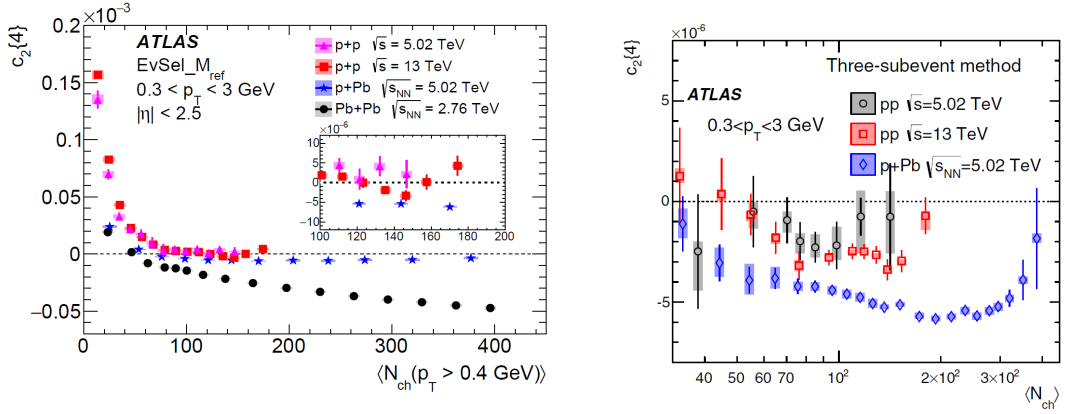 ×10⁻³
c₂{4}
0.2
0.15
0.1
0.05
0
−0.05
ATLAS
EvSel_M_ref
0.3 < p_T < 3 GeV
|η| < 2.5
p+p √s = 5.02 TeV
p+p √s = 13 TeV
p+Pb √s_NN = 5.02 TeV
Pb+Pb √s_NN = 2.76 TeV
×10⁻⁶
10
5
0
−5
−10
100 120 140 160 180 200
0 100 200 300 400
⟨N_ch(p_T > 0.4 GeV)⟩
×10⁻⁶
c₂{4}
5
0
-5
Three-subevent method
ATLAS
0.3<p_T<3 GeV
pp √s=5.02 TeV
pp √s=13 TeV
p+Pb √s_NN=5.02 TeV
40 50 60 70 10² 2×10² 3×10²
⟨N_ch⟩